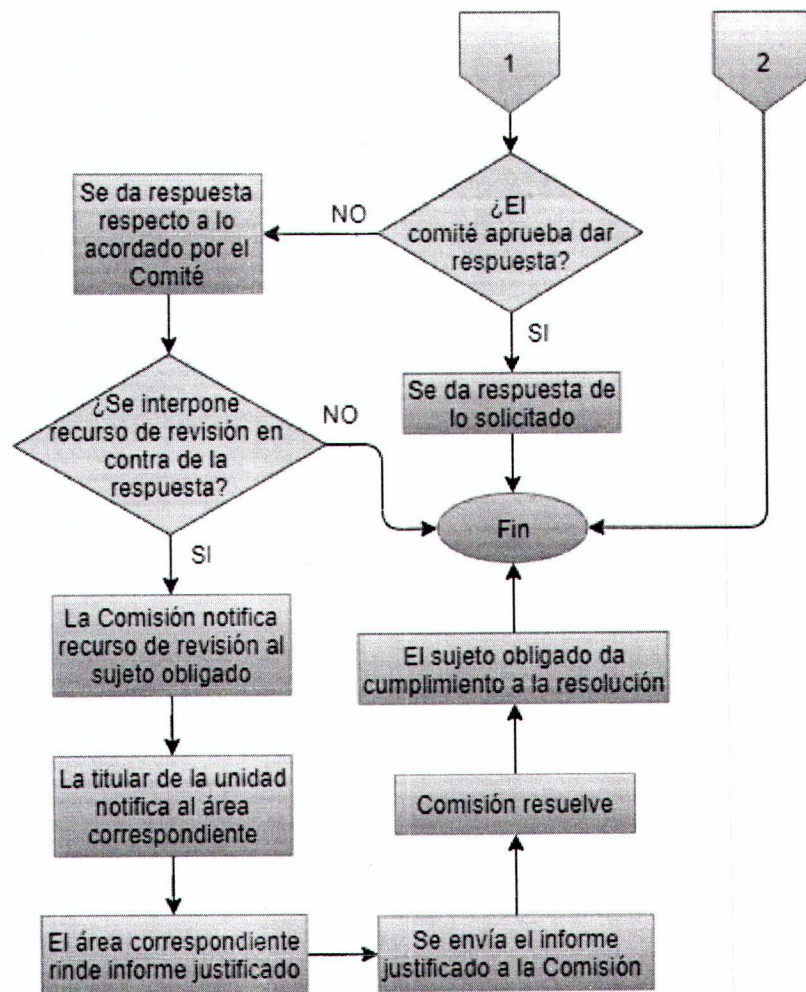 1
2
¿El
comité aprueba dar
respuesta?
NO
Se da respuesta
respecto a lo
acordado por el
Comité
SI
Se da respuesta de
lo solicitado
¿Se interpone
recurso de revisión en
contra de la
respuesta?
NO
Fin
SI
La Comisión notifica
recurso de revisión al
sujeto obligado
La titular de la unidad
notifica al área
correspondiente
El área correspondiente
rinde informe justificado
Se envía el informe
justificado a la Comisión
Comisión resuelve
El sujeto obligado da
cumplimiento a la resolución